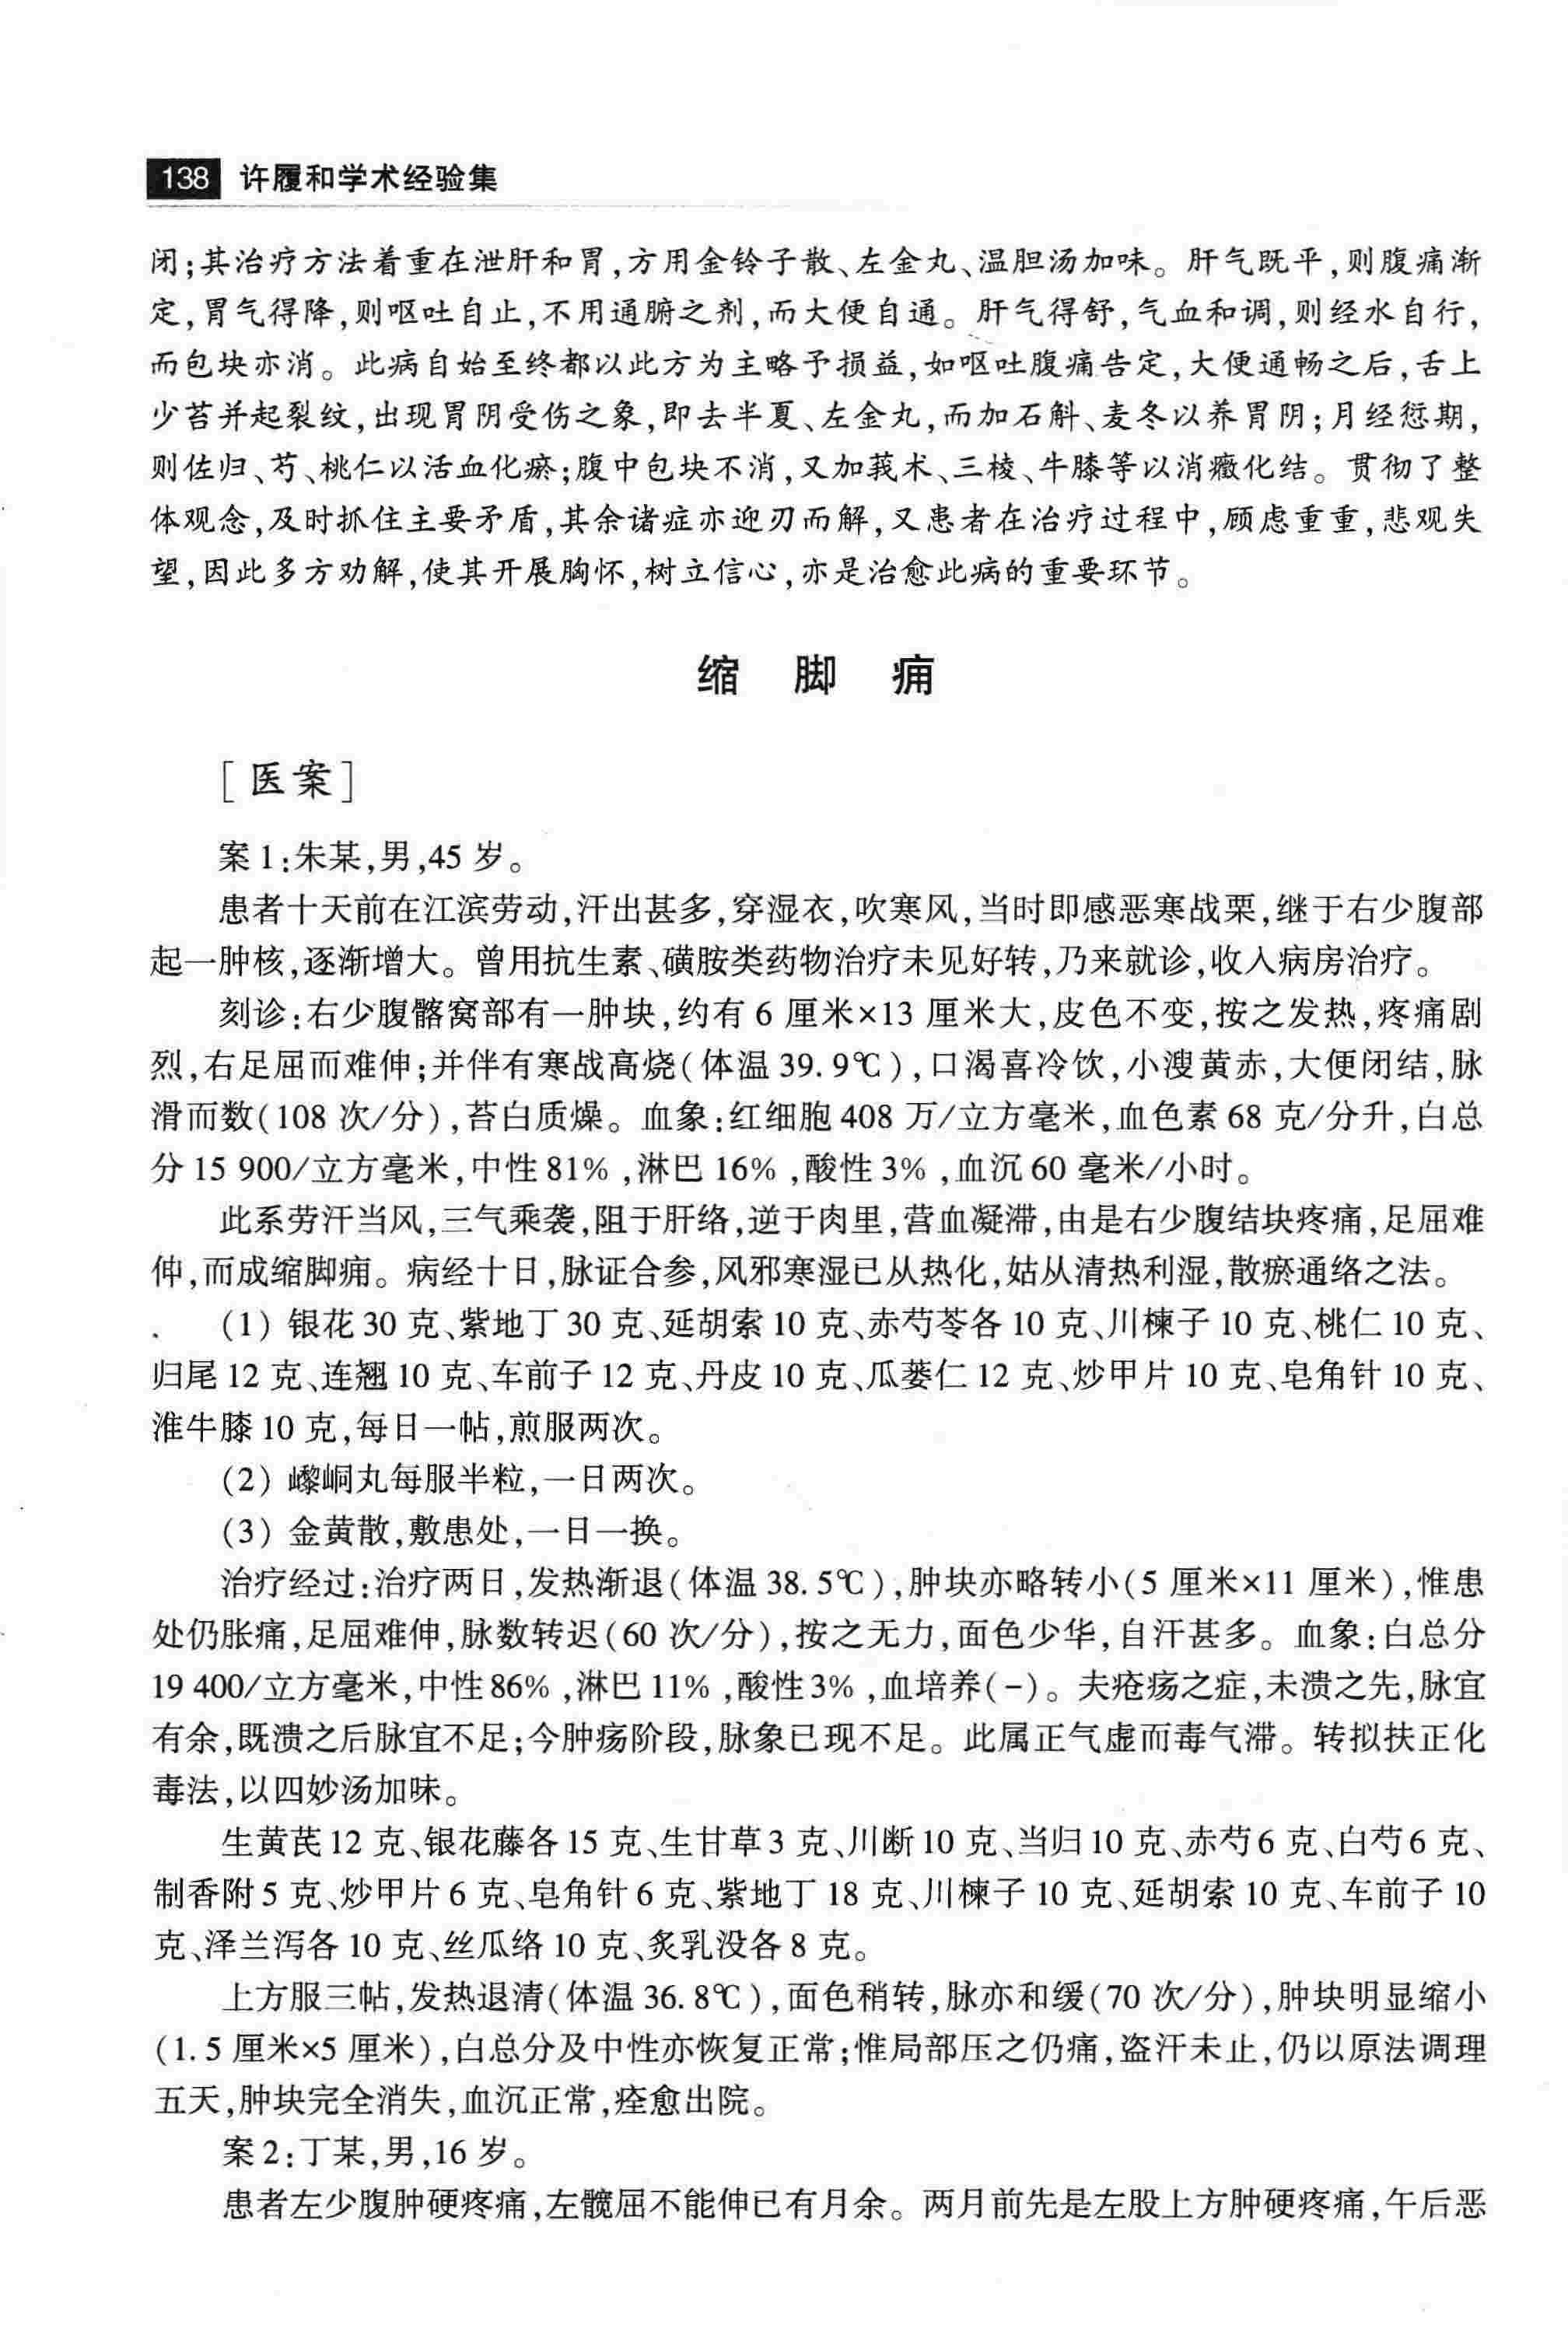 138 许履和学术经验集
闭;其治疗方法着重在泄肝和胃,方用金铃子散、左金丸、温胆汤加味。肝气既平,则腹痛渐
定,胃气得降,则呕吐自止,不用通腑之剂,而大便自通。肝气得舒,气血和调,则经水自行,
而包块亦消。此病自始至终都以此方为主略予损益,如呕吐腹痛告定,大便通畅之后,舌上
少苔并起裂纹,出现胃阴受伤之象,即去半夏、左金丸,而加石斛、麦冬以养胃阴;月经愆期,
则佐归、芍、桃仁以活血化瘀;腹中包块不消,又加莪术、三棱、牛膝等以消癥化结。贯彻了整
体观念,及时抓住主要矛盾,其余诸症亦迎刃而解,又患者在治疗过程中,顾虑重重,悲观失
望,因此多方劝解,使其开展胸怀,树立信心,亦是治愈此病的重要环节。
缩脚痈
[医案]
案1:朱某,男,45岁。
患者十天前在江滨劳动,汗出甚多,穿湿衣,吹寒风,当时即感恶寒战栗,继于右少腹部
起一肿核,逐渐增大。曾用抗生素、磺胺类药物治疗未见好转,乃来就诊,收入病房治疗。
刻诊:右少腹髂窝部有一肿块,约有6厘米×13厘米大,皮色不变,按之发热,疼痛剧
烈,右足屈而难伸;并伴有寒战高烧(体温39.9℃),口渴喜冷饮,小溲黄赤,大便闭结,脉
滑而数(108次/分),苔白质燥。血象:红细胞408万/立方毫米,血色素68克/分升,白总
分15 900/立方毫米,中性81%,淋巴16%,酸性3%,血沉60毫米/小时。
此系劳汗当风,三气乘袭,阻于肝络,逆于肉里,营血凝滞,由是右少腹结块疼痛,足屈难
伸,而成缩脚痈。病经十日,脉证合参,风邪寒湿已从热化,姑从清热利湿,散瘀通络之法。
(1) 银花30克、紫地丁30克、延胡索10克、赤芍苓各10克、川楝子10克、桃仁10克、
归尾12克、连翘10克、车前子12克、丹皮10克、瓜蒌仁12克、炒甲片10克、皂角针10克、
淮牛膝10克,每日一帖,煎服两次。
(2) 嚟峒丸每服半粒,一日两次。
(3) 金黄散,敷患处,一日一换。
治疗经过:治疗两日,发热渐退(体温38.5℃),肿块亦略转小(5厘米×11厘米),惟患
处仍胀痛,足屈难伸,脉数转迟(60次/分),按之无力,面色少华,自汗甚多。血象:白总分
19 400/立方毫米,中性86%,淋巴11%,酸性3%,血培养(-)。夫疮疡之症,未溃之先,脉宜
有余,既溃之后脉宜不足;今肿疡阶段,脉象已现不足。此属正气虚而毒气滞。转拟扶正化
毒法,以四妙汤加味。
生黄芪12克、银花藤各15克、生甘草3克、川断10克、当归10克、赤芍6克、白芍6克、
制香附5克、炒甲片6克、皂角针6克、紫地丁18克、川楝子10克、延胡索10克、车前子10
克、泽兰泻各10克、丝瓜络10克、炙乳没各8克。
上方服三帖,发热退清(体温36.8℃),面色稍转,脉亦和缓(70次/分),肿块明显缩小
(1.5厘米×5厘米),白总分及中性亦恢复正常;惟局部压之仍痛,盗汗未止,仍以原法调理
五天,肿块完全消失,血沉正常,痊愈出院。
案2:丁某,男,16岁。
患者左少腹肿硬疼痛,左髋屈不能伸已有月余。两月前先是左股上方肿硬疼痛,午后恶